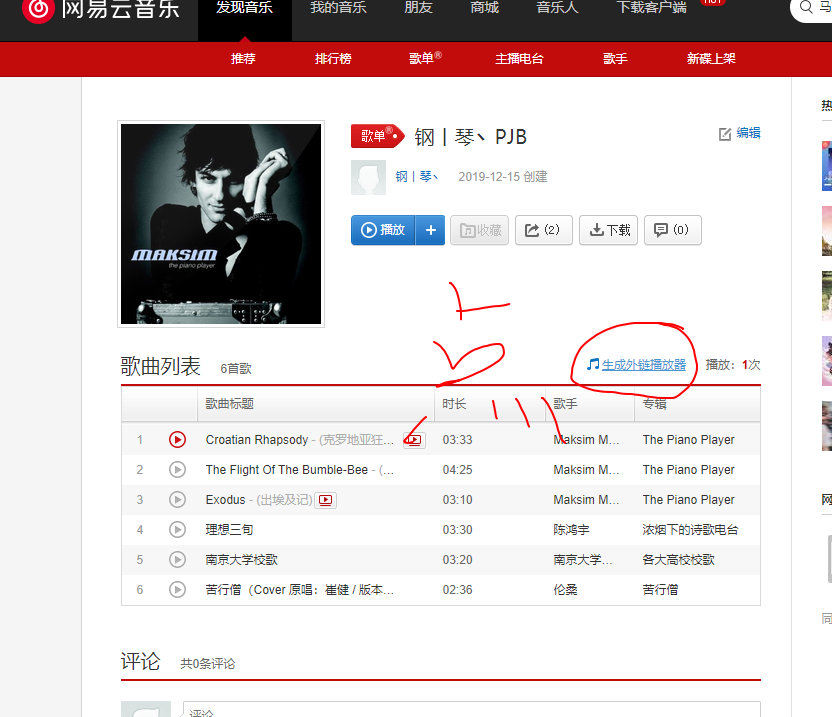 网易云音乐
发现音乐
我的音乐
朋友
商城
音乐人
下载客户端
HOT
推荐
排行榜
歌单®
主播电台
歌手
新碟上架
歌单®
钢丨琴丶PJB
编辑
钢丨琴丶
2019-12-15 创建
播放
+
收藏
(2)
下载
(0)
MAKSIM
the piano player
歌曲列表
6首歌
生成外链播放器
播放：1次
歌曲标题 时长 歌手 专辑
1 Croatian Rhapsody - (克罗地亚狂... 03:33 Maksim M... The Piano Player
2 The Flight Of The Bumble-Bee - (... 04:25 Maksim M... The Piano Player
3 Exodus - (出埃及记) 03:10 Maksim M... The Piano Player
4 理想三旬 03:30 陈鸿宇 浓烟下的诗歌电台
5 南京大学校歌 03:20 南京大学... 各大高校校歌
6 苦行僧（Cover 原唱：崔健 / 版本... 02:36 伦桑 苦行僧
评论
共0条评论
评论